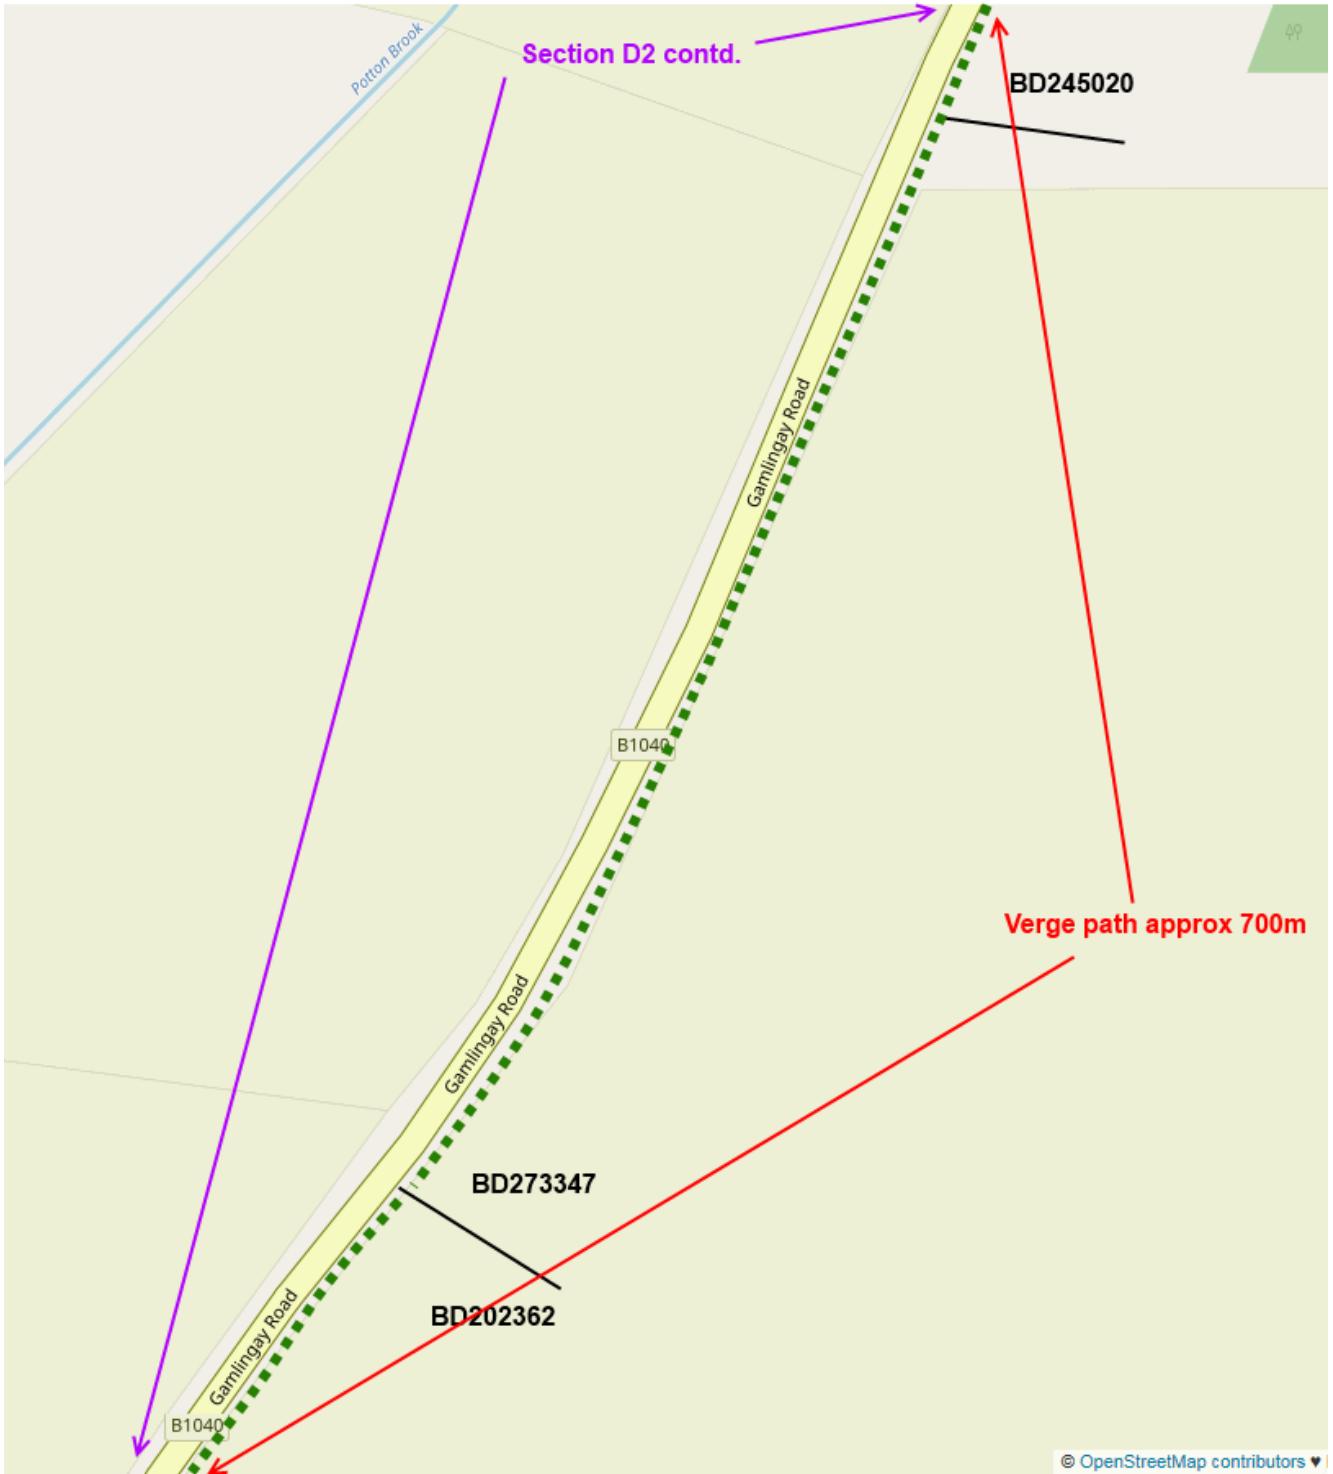 Potton Brook
Section D2 contd.
BD245020
Gamlingay Road
B1040
Verge path approx 700m
Gamlingay Road
BD273347
BD202362
Gamlingay Road
B1040
© OpenStreetMap contributors ♥